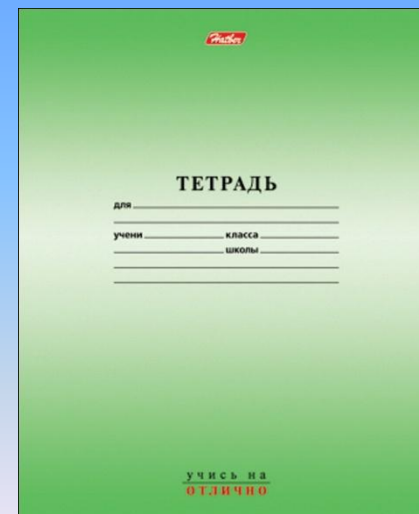 Hatber
ТЕТРАДЬ
для
учени класса
школы
учись на
ОТЛИЧНО